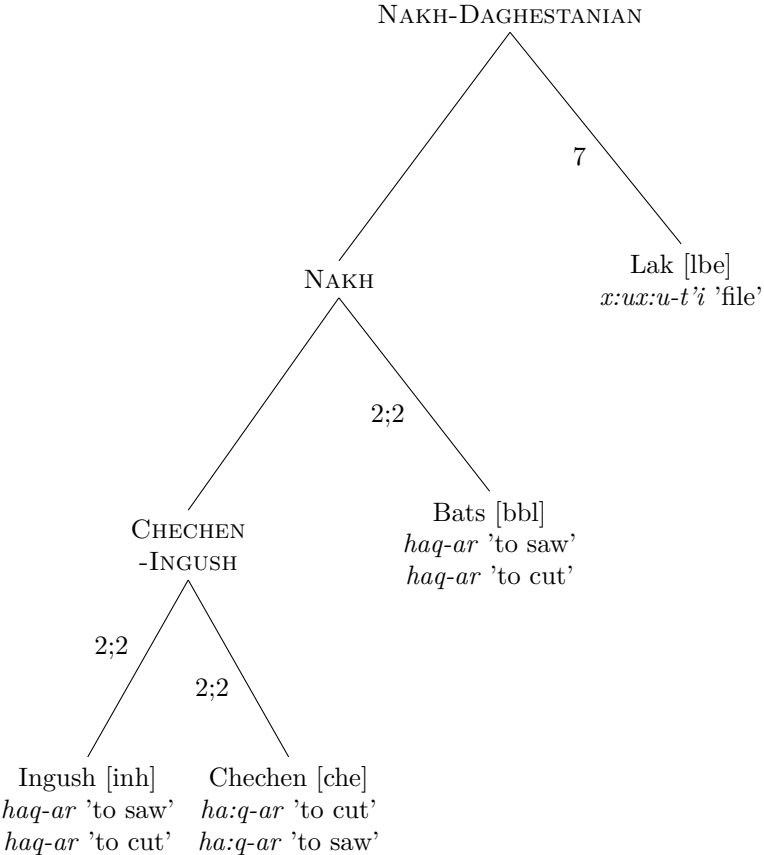 NAKH-DAGHESTANIAN
7
Lak [lbe]
x:ux:u-t’i ’file’
NAKH
2;2
Bats [bbl]
haq-ar ’to saw’
haq-ar ’to cut’
CHECHEN
-INGUSH
2;2
2;2
Ingush [inh]
haq-ar ’to saw’
haq-ar ’to cut’
Chechen [che]
ha:q-ar ’to cut’
ha:q-ar ’to saw’